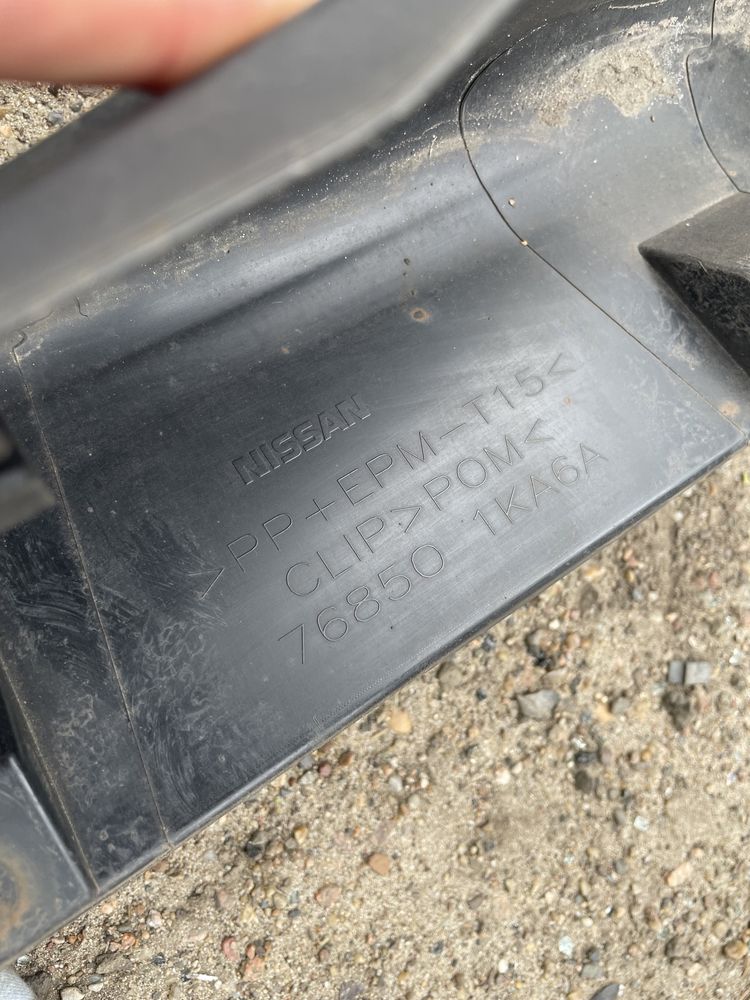 NISSAN
>PP+EPM-T15<
CLIP>POM<
76850 1KA6A